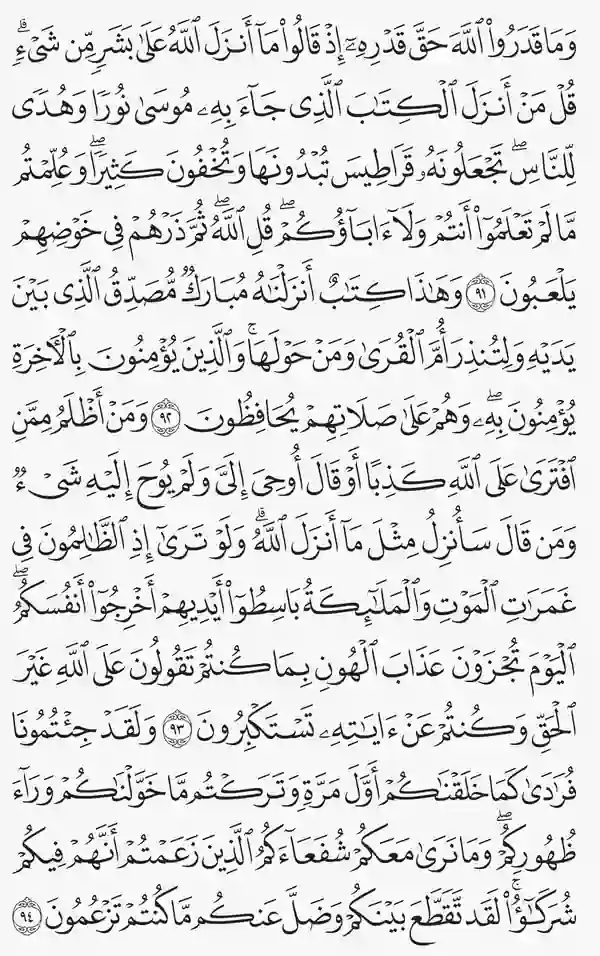 وَمَا قَدَرُوا۟ ٱللَّهَ حَقَّ قَدْرِهِۦٓ إِذْ قَالُوا۟ مَآ أَنزَلَ ٱللَّهُ عَلَىٰ بَشَرٍ مِّن شَىْءٍ ۗ
قُلْ مَنْ أَنزَلَ ٱلْكِتَـٰبَ ٱلَّذِى جَآءَ بِهِۦ مُوسَىٰ نُورًا وَهُدًى
لِّلنَّاسِ ۖ تَجْعَلُونَهُۥ قَرَاطِيسَ تُبْدُونَهَا وَتُخْفُونَ كَثِيرًا ۖ وَعُلِّمْتُم
مَّا لَمْ تَعْلَمُوٓا۟ أَنتُمْ وَلَآ ءَابَآؤُكُمْ ۖ قُلِ ٱللَّهُ ۖ ثُمَّ ذَرْهُمْ فِى خَوْضِهِمْ
يَلْعَبُونَ ٩١ وَهَـٰذَا كِتَـٰبٌ أَنزَلْنَـٰهُ مُبَارَكٌ مُّصَدِّقُ ٱلَّذِى بَيْنَ
يَدَيْهِ وَلِتُنذِرَ أُمَّ ٱلْقُرَىٰ وَمَنْ حَوْلَهَا ۚ وَٱلَّذِينَ يُؤْمِنُونَ بِٱلْـَٔاخِرَةِ
يُؤْمِنُونَ بِهِۦ ۖ وَهُمْ عَلَىٰ صَلَاتِهِمْ يُحَافِظُونَ ٩٢ وَمَنْ أَظْلَمُ مِمَّنِ
ٱفْتَرَىٰ عَلَى ٱللَّهِ كَذِبًا أَوْ قَالَ أُوحِىَ إِلَىَّ وَلَمْ يُوحَ إِلَيْهِ شَىْءٌ
وَمَن قَالَ سَأُنزِلُ مِثْلَ مَآ أَنزَلَ ٱللَّهُ ۗ وَلَوْ تَرَىٰٓ إِذِ ٱلظَّـٰلِمُونَ فِى
غَمَرَٰتِ ٱلْمَوْتِ وَٱلْمَلَـٰٓئِكَةُ بَاسِطُوٓا۟ أَيْدِيهِمْ أَخْرِجُوٓا۟ أَنفُسَكُمُ ۖ
ٱلْيَوْمَ تُجْزَوْنَ عَذَابَ ٱلْهُونِ بِمَا كُنتُمْ تَقُولُونَ عَلَى ٱللَّهِ غَيْرَ
ٱلْحَقِّ وَكُنتُمْ عَنْ ءَايَـٰتِهِۦ تَسْتَكْبِرُونَ ٩٣ وَلَقَدْ جِئْتُمُونَا
فُرَٰدَىٰ كَمَا خَلَقْنَـٰكُمْ أَوَّلَ مَرَّةٍ وَتَرَكْتُم مَّا خَوَّلْنَـٰكُمْ وَرَآءَ
ظُهُورِكُمْ ۖ وَمَا نَرَىٰ مَعَكُمْ شُفَعَآءَكُمُ ٱلَّذِينَ زَعَمْتُمْ أَنَّهُمْ فِيكُمْ
شُرَكَـٰٓؤُا۟ ۚ لَقَد تَّقَطَّعَ بَيْنَكُمْ وَضَلَّ عَنكُم مَّا كُنتُمْ تَزْعُمُونَ ٩٤